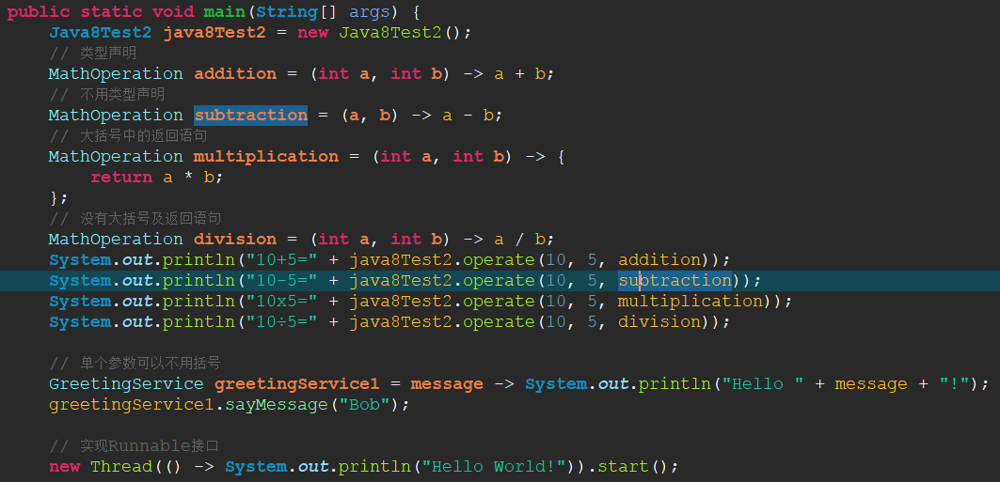 public static void main(String[] args) {
Java8Test2 java8Test2 = new Java8Test2();
// 类型声明
MathOperation addition = (int a, int b) -> a + b;
// 不用类型声明
MathOperation subtraction = (a, b) -> a - b;
// 大括号中的返回语句
MathOperation multiplication = (int a, int b) -> {
return a * b;
};
// 没有大括号及返回语句
MathOperation division = (int a, int b) -> a / b;
System.out.println("10+5=" + java8Test2.operate(10, 5, addition));
System.out.println("10-5=" + java8Test2.operate(10, 5, subtraction));
System.out.println("10x5=" + java8Test2.operate(10, 5, multiplication));
System.out.println("10÷5=" + java8Test2.operate(10, 5, division));
// 单个参数可以不用括号
GreetingService greetingService1 = message -> System.out.println("Hello " + message + "!");
greetingService1.sayMessage("Bob");
// 实现Runnable接口
new Thread(() -> System.out.println("Hello World!")).start();